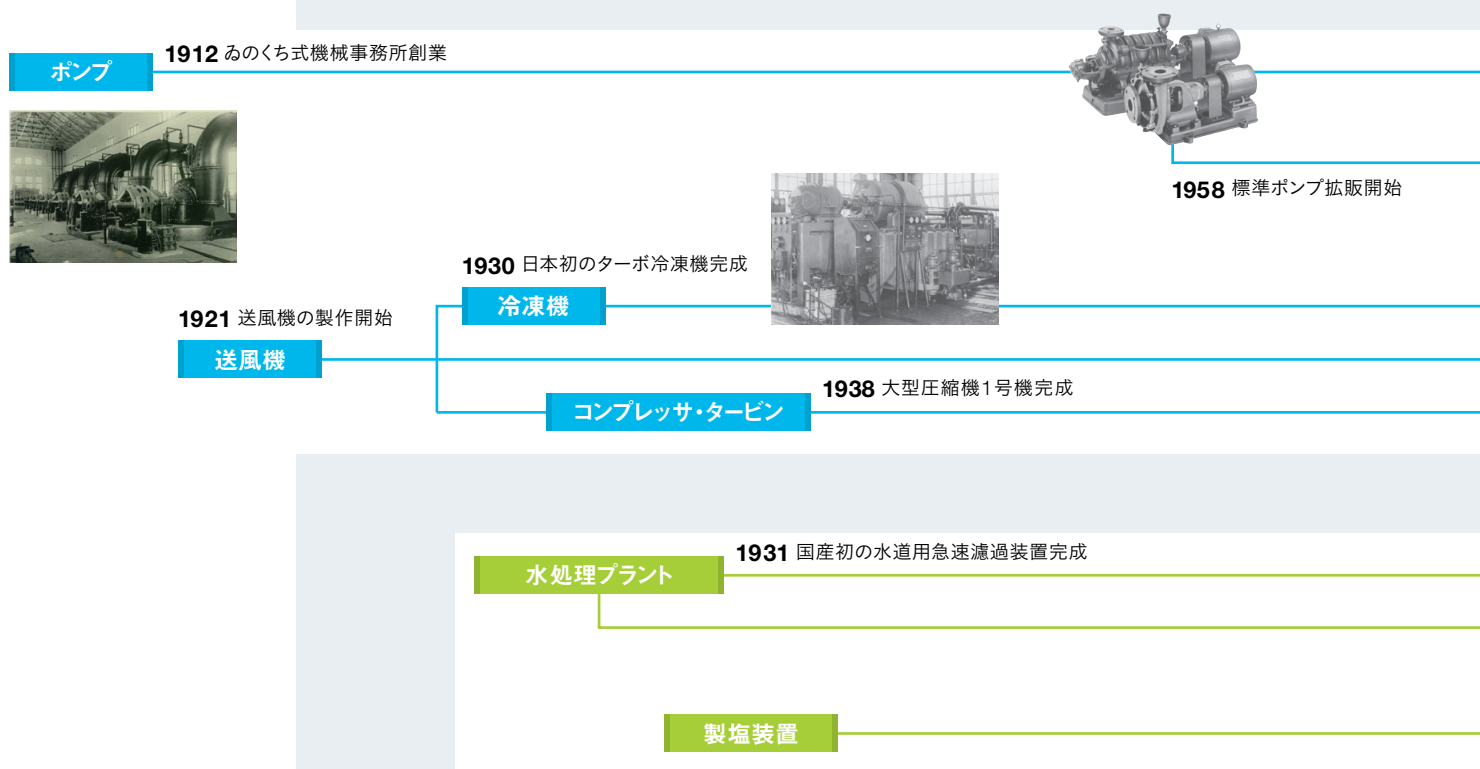 1912 ゐのくち式機械事務所創業
ポンプ
1958 標準ポンプ拡販開始
1930 日本初のターボ冷凍機完成
冷凍機
1921 送風機の製作開始
送風機
1938 大型圧縮機1号機完成
コンプレッサ・タービン
1931 国産初の水道用急速濾過装置完成
水処理プラント
製塩装置